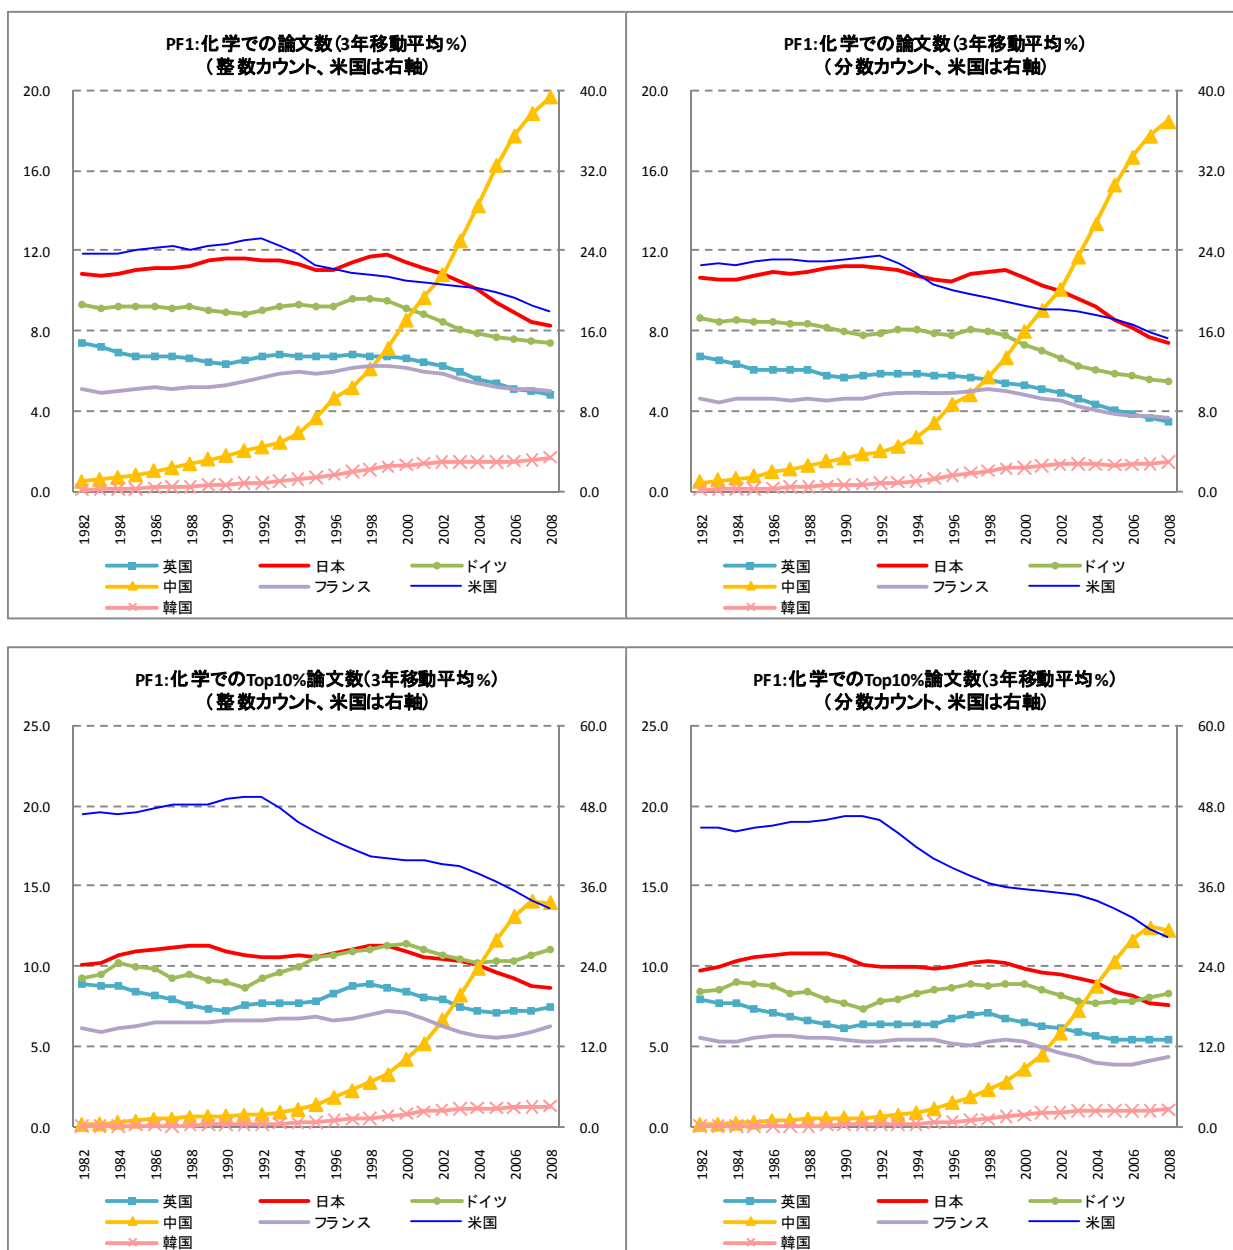 PF1:化学での論文数(3年移動平均%)
(整数カウント、米国は右軸)
20.0
16.0
12.0
8.0
4.0
0.0
40.0
32.0
24.0
16.0
8.0
0.0
1982
1984
1986
1988
1990
1992
1994
1996
1998
2000
2002
2004
2006
2008
英国
日本
ドイツ
中国
フランス
米国
韓国
PF1:化学での論文数(3年移動平均%)
(分数カウント、米国は右軸)
20.0
16.0
12.0
8.0
4.0
0.0
40.0
32.0
24.0
16.0
8.0
0.0
1982
1984
1986
1988
1990
1992
1994
1996
1998
2000
2002
2004
2006
2008
英国
日本
ドイツ
中国
フランス
米国
韓国
PF1:化学でのTop10%論文数(3年移動平均%)
(整数カウント、米国は右軸)
25.0
20.0
15.0
10.0
5.0
0.0
60.0
48.0
36.0
24.0
12.0
0.0
1982
1984
1986
1988
1990
1992
1994
1996
1998
2000
2002
2004
2006
2008
英国
日本
ドイツ
中国
フランス
米国
韓国
PF1:化学でのTop10%論文数(3年移動平均%)
(分数カウント、米国は右軸)
25.0
20.0
15.0
10.0
5.0
0.0
60.0
48.0
36.0
24.0
12.0
0.0
1982
1984
1986
1988
1990
1992
1994
1996
1998
2000
2002
2004
2006
2008
英国
日本
ドイツ
中国
フランス
米国
韓国